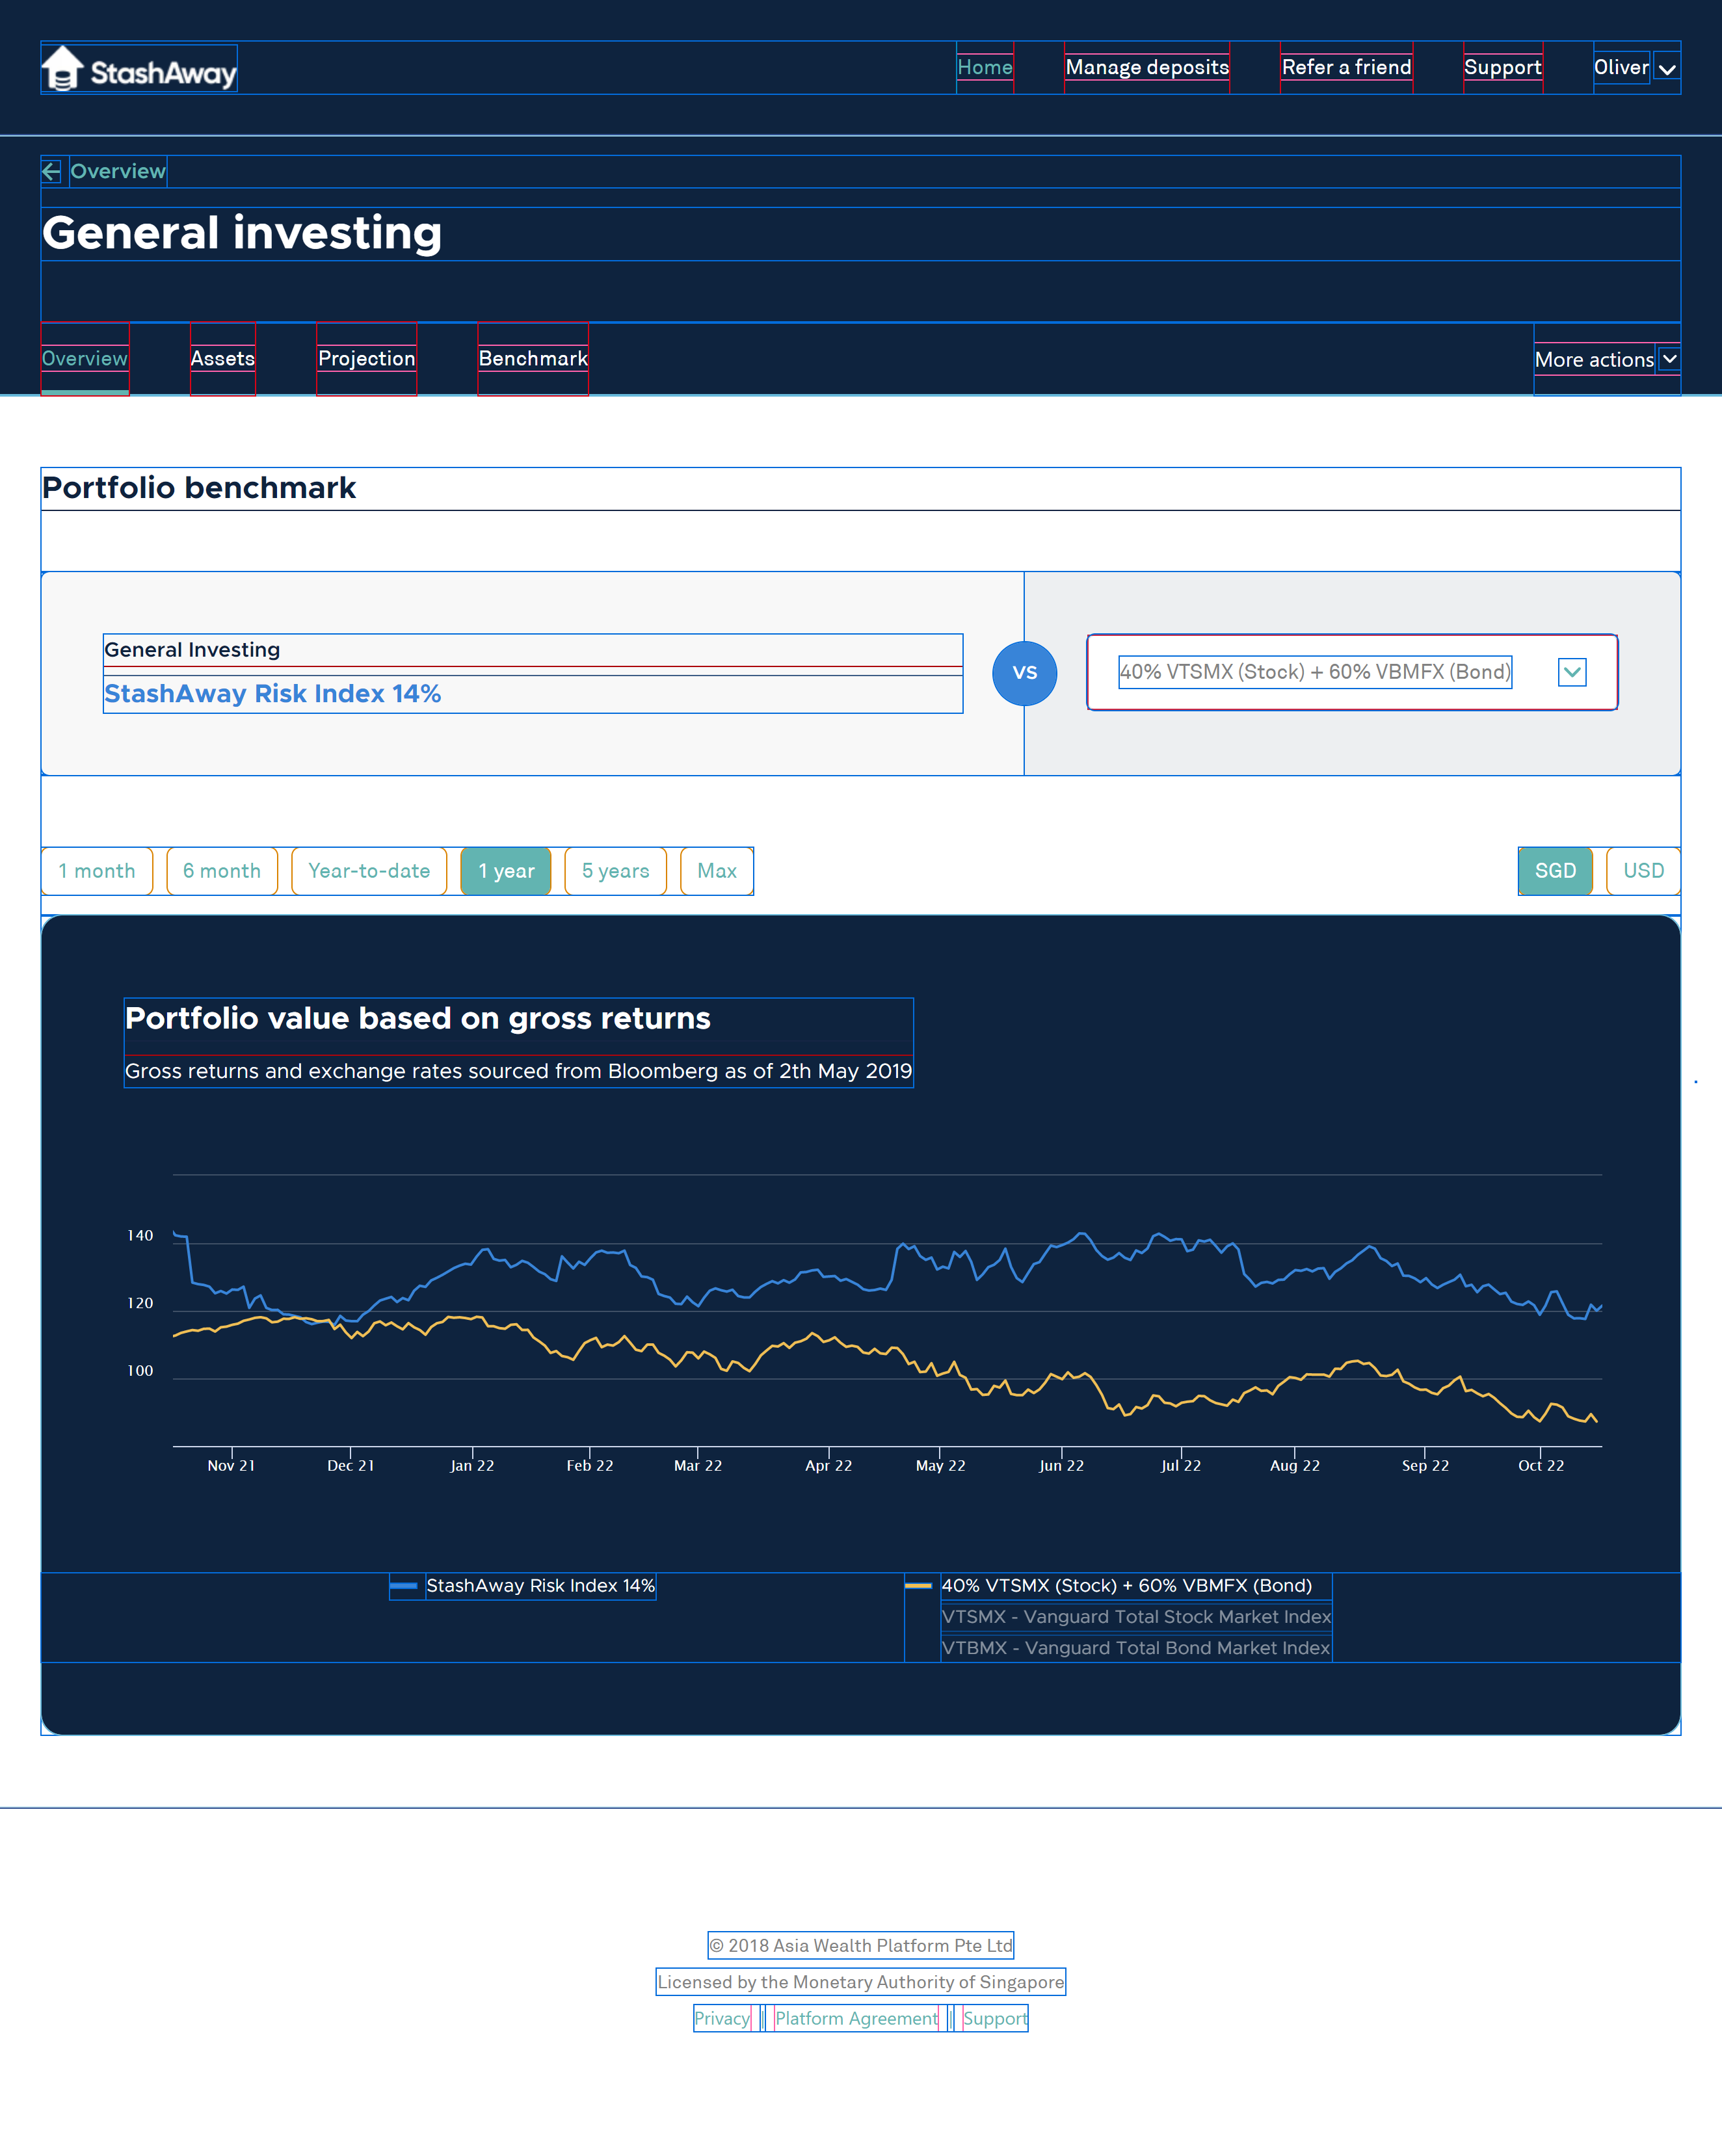 StashAway
Home Manage deposits Refer a friend Support Oliver
Overview
General investing
Overview Assets Projection Benchmark More actions
Portfolio benchmark
General Investing
StashAway Risk Index 14%
VS
40% VTSMX (Stock) + 60% VBMFX (Bond)
1 month 6 month Year-to-date 1 year 5 years Max SGD USD
Portfolio value based on gross returns
Gross returns and exchange rates sourced from Bloomberg as of 2th May 2019
140
120
100
Nov 21 Dec 21 Jan 22 Feb 22 Mar 22 Apr 22 May 22 Jun 22 Jul 22 Aug 22 Sep 22 Oct 22
StashAway Risk Index 14% 40% VTSMX (Stock) + 60% VBMFX (Bond)
VTSMX - Vanguard Total Stock Market Index
VTBMX - Vanguard Total Bond Market Index
© 2018 Asia Wealth Platform Pte Ltd
Licensed by the Monetary Authority of Singapore
Privacy | Platform Agreement | Support